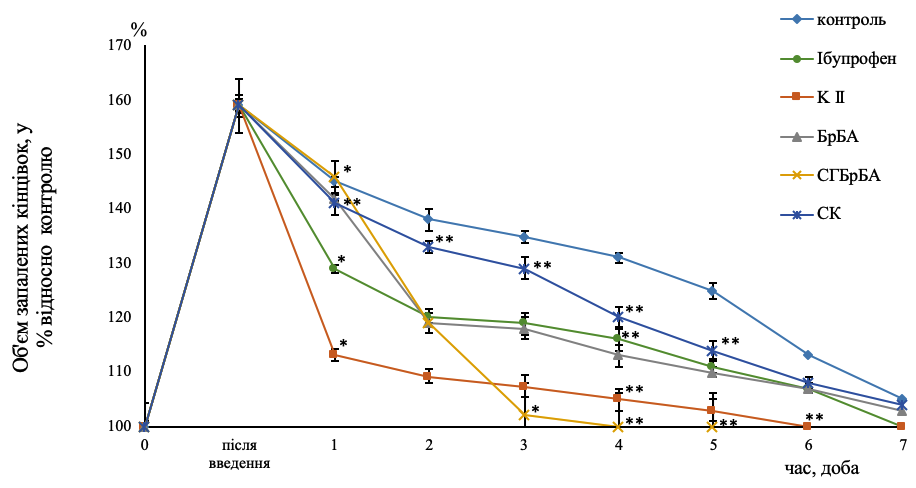 %
170
160
150
140
130
120
110
100
Об'єм запалених кінцівок, у
% відносно контролю
0
після
введення
1
2
3
4
5
6
7
час, доба
*
**
*
*
**
**
*
**
**
**
**
**
**
**
контроль
Ібупрофен
К ІІ
БрБА
СГБрБА
СК